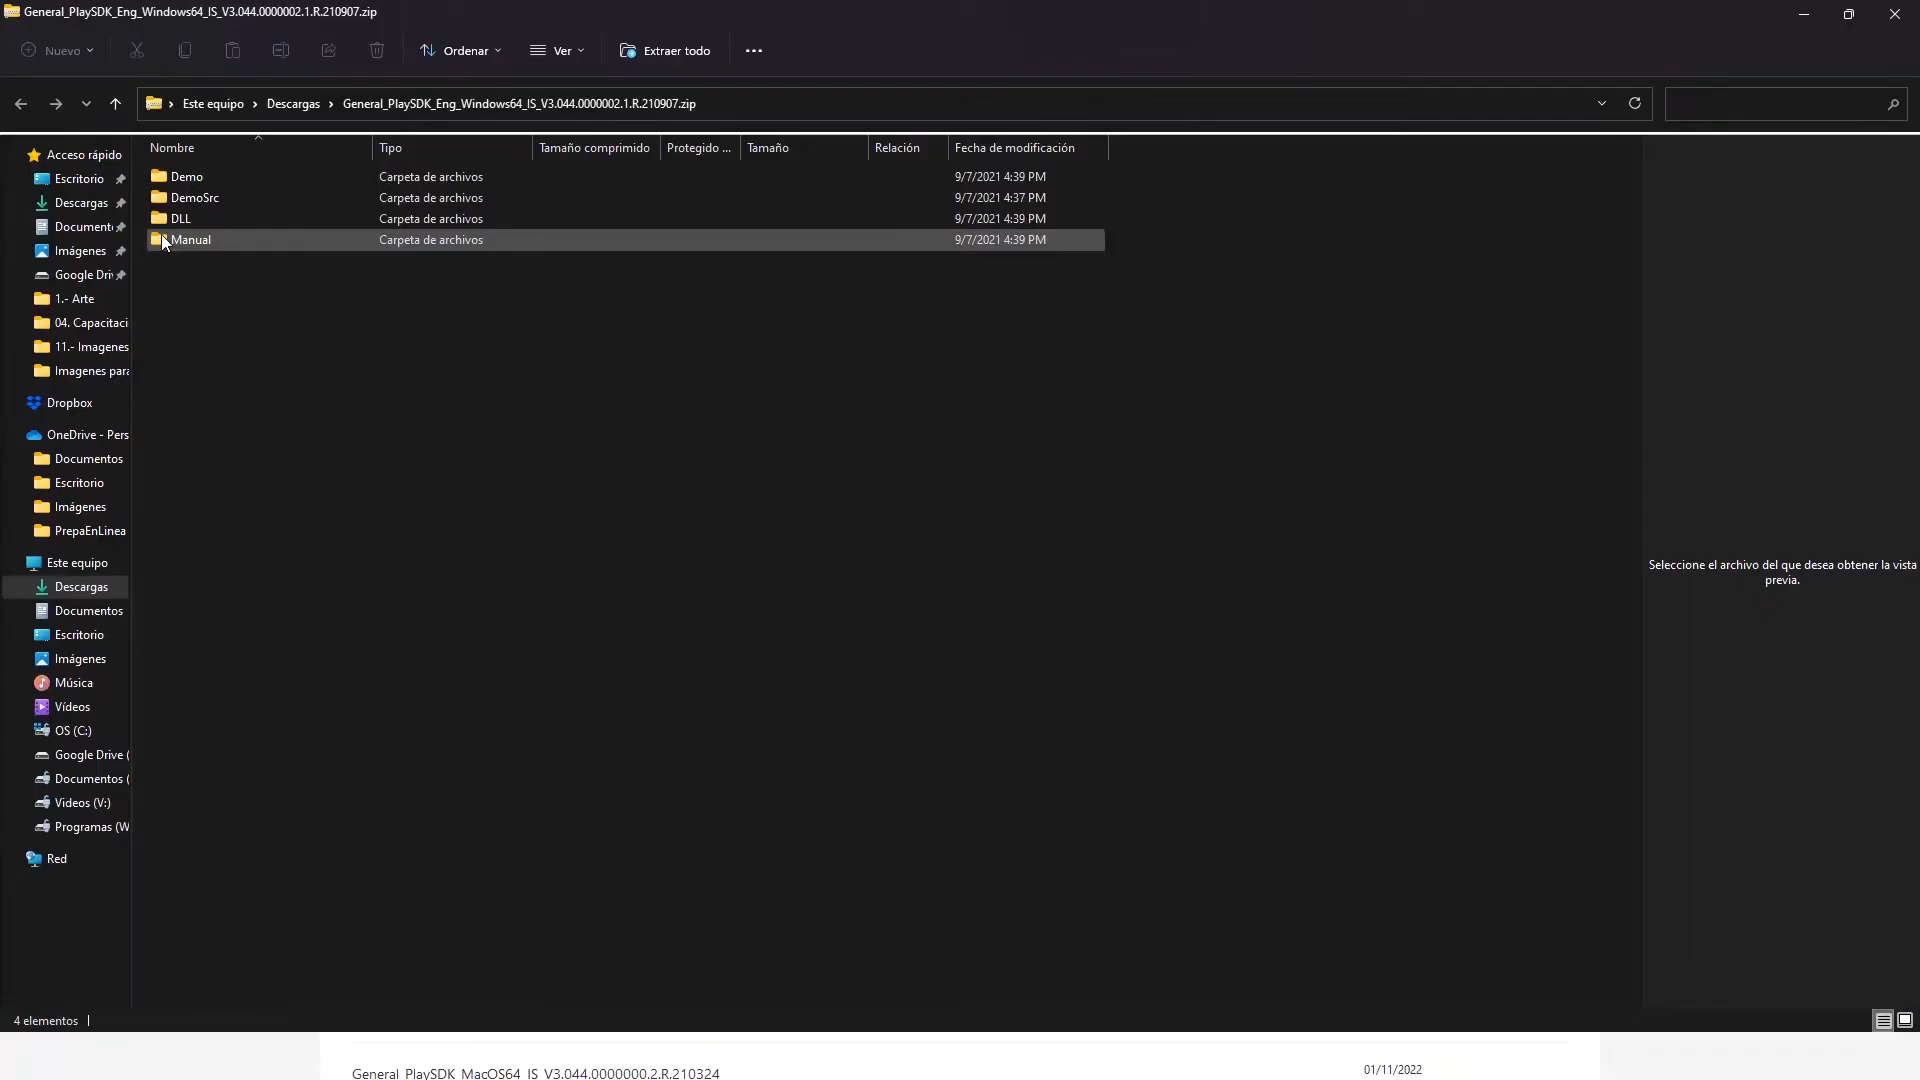 General_PlaySDK_Eng_Windows64_IS_V3.044.0000002.1.R.210907.zip
Nuevo
Ordenar
Ver
Extraer todo
Este equipo > Descargas > General_PlaySDK_Eng_Windows64_IS_V3.044.0000002.1.R.210907.zip
Nombre Tipo Tamaño comprimido Protegido ... Tamaño Relación Fecha de modificación
Demo Carpeta de archivos 9/7/2021 4:39 PM
DemoSrc Carpeta de archivos 9/7/2021 4:37 PM
DLL Carpeta de archivos 9/7/2021 4:39 PM
Manual Carpeta de archivos 9/7/2021 4:39 PM
Acceso rápido
Escritorio
Descargas
Document
Imágenes
Google Dri
1.- Arte
04. Capacitaci
11.- Imagenes
Imagenes para
Dropbox
OneDrive - Pers
Documentos
Escritorio
Imágenes
PrepaEnLinea
Este equipo
Descargas
Documentos
Escritorio
Imágenes
Música
Vídeos
OS (C:)
Google Drive (
Documentos (
Videos (V:)
Programas (W
Red
Seleccione el archivo del que desea obtener la vista
previa.
4 elementos
General_PlaySDK_MacOS64_IS_V3.044.0000000.2.R.210324 01/11/2022